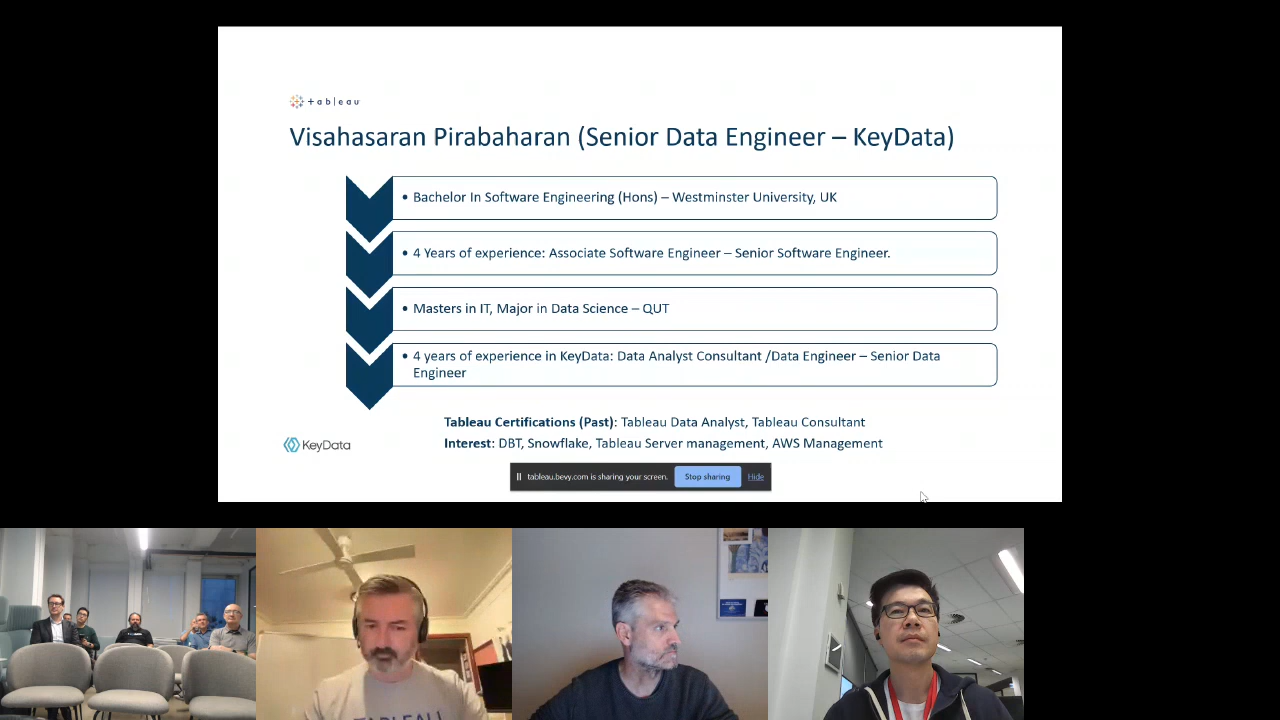 + a b | e a u
Visahasaran Pirabaharan (Senior Data Engineer – KeyData)
• Bachelor In Software Engineering (Hons) – Westminster University, UK
• 4 Years of experience: Associate Software Engineer – Senior Software Engineer.
• Masters in IT, Major in Data Science – QUT
• 4 years of experience in KeyData: Data Analyst Consultant /Data Engineer – Senior Data
Engineer
Tableau Certifications (Past): Tableau Data Analyst, Tableau Consultant
Interest: DBT, Snowflake, Tableau Server management, AWS Management
KeyData
tableau.bevy.com is sharing your screen. Stop sharing Hide
TABLEAU